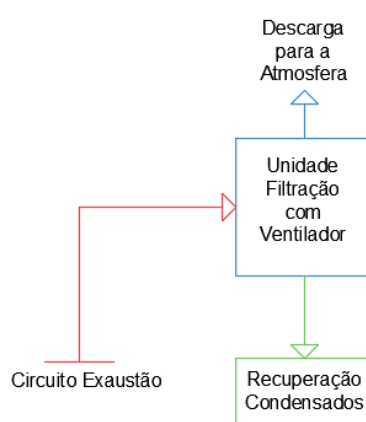 Descarga
para a
Atmosfera
Unidade
Filtração
com
Ventilador
Circuito Exaustão
Recuperação
Condensados